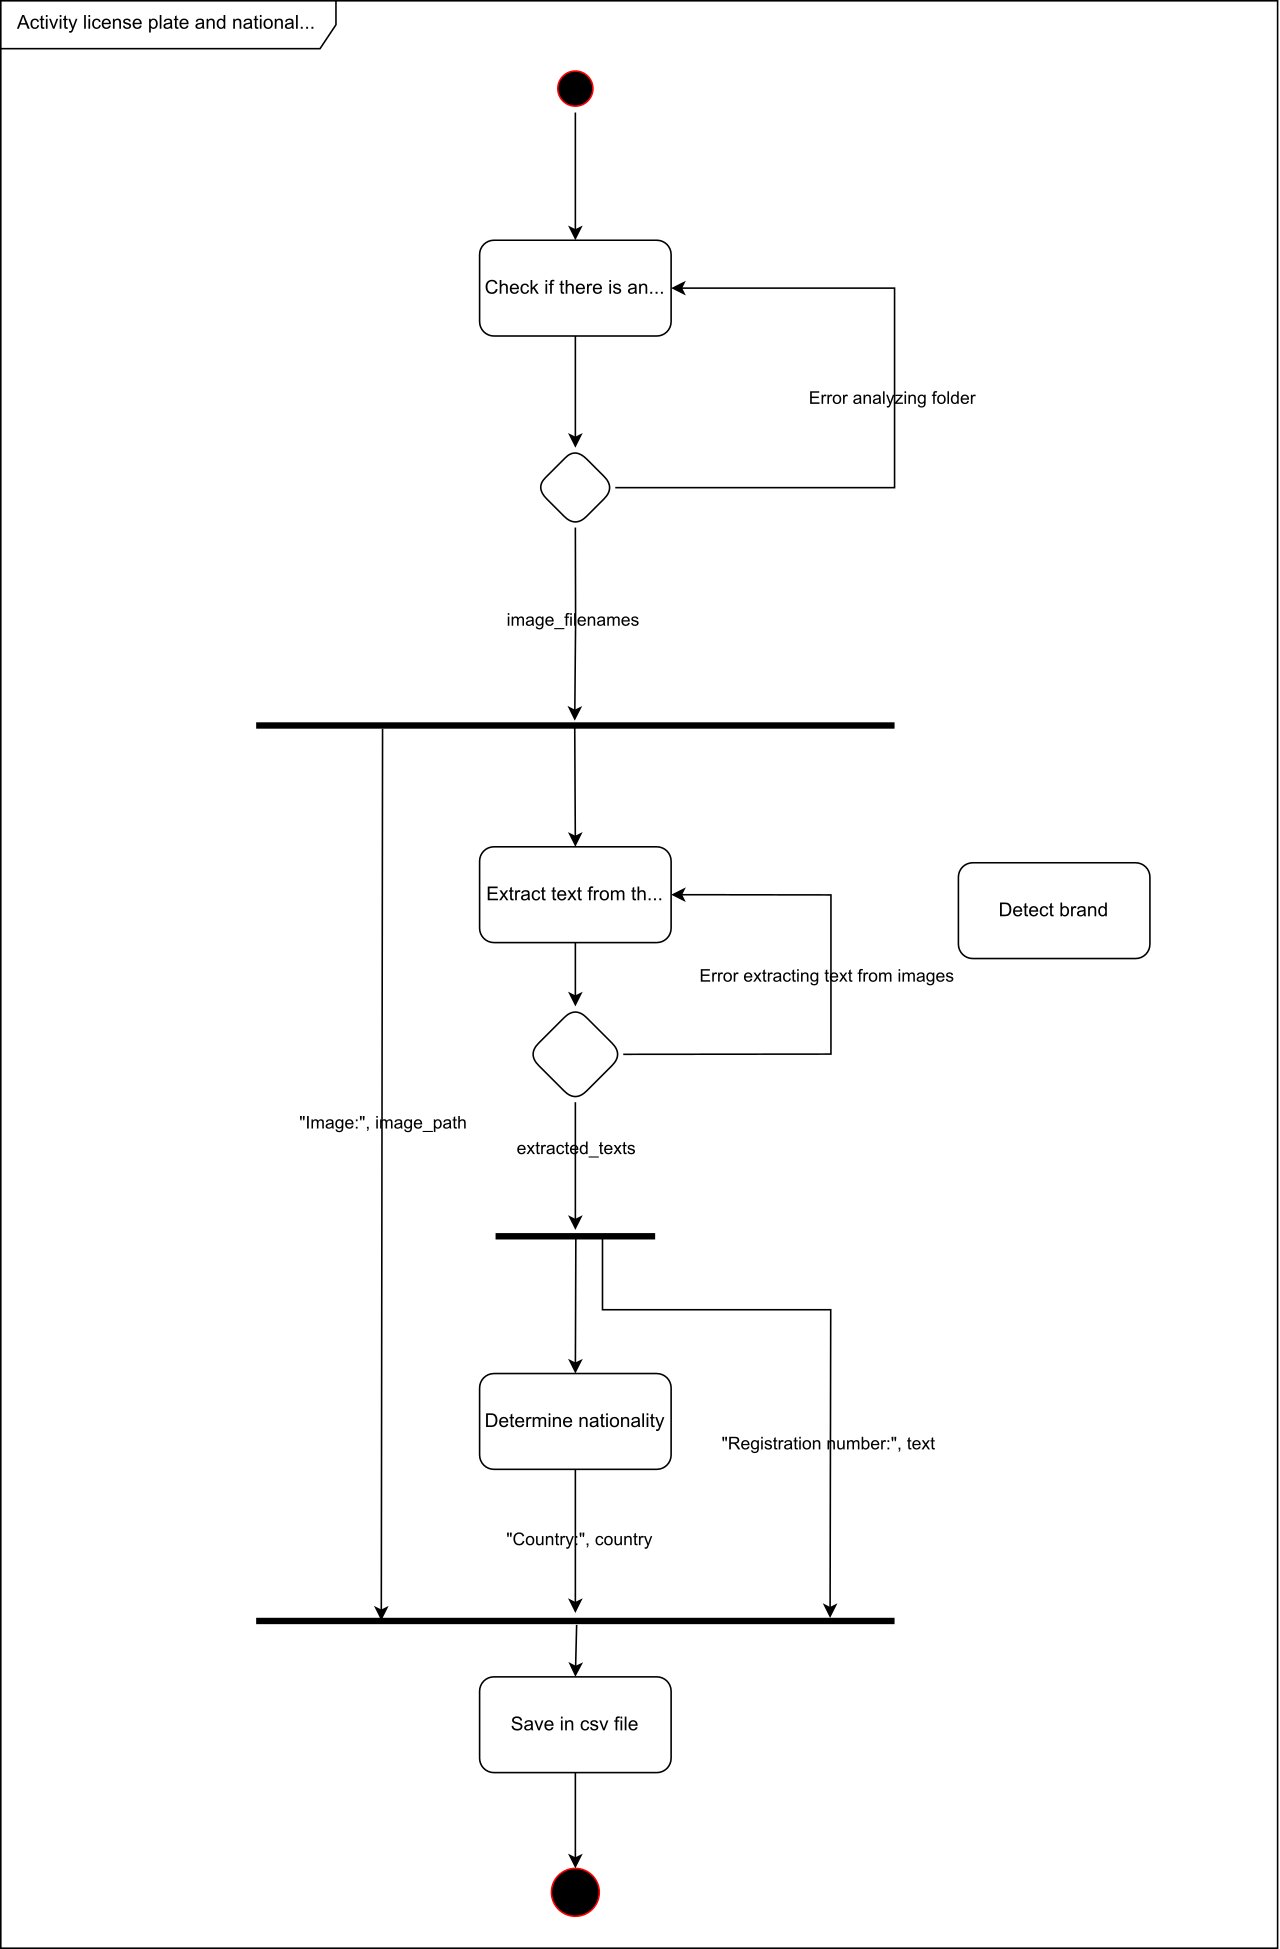 Activity license plate and national...
Check if there is an...
Error analyzing folder
image_filenames
Extract text from th...
Detect brand
Error extracting text from images
"Image:", image_path
extracted_texts
Determine nationality
"Registration number:", text
"Country:", country
Save in csv file